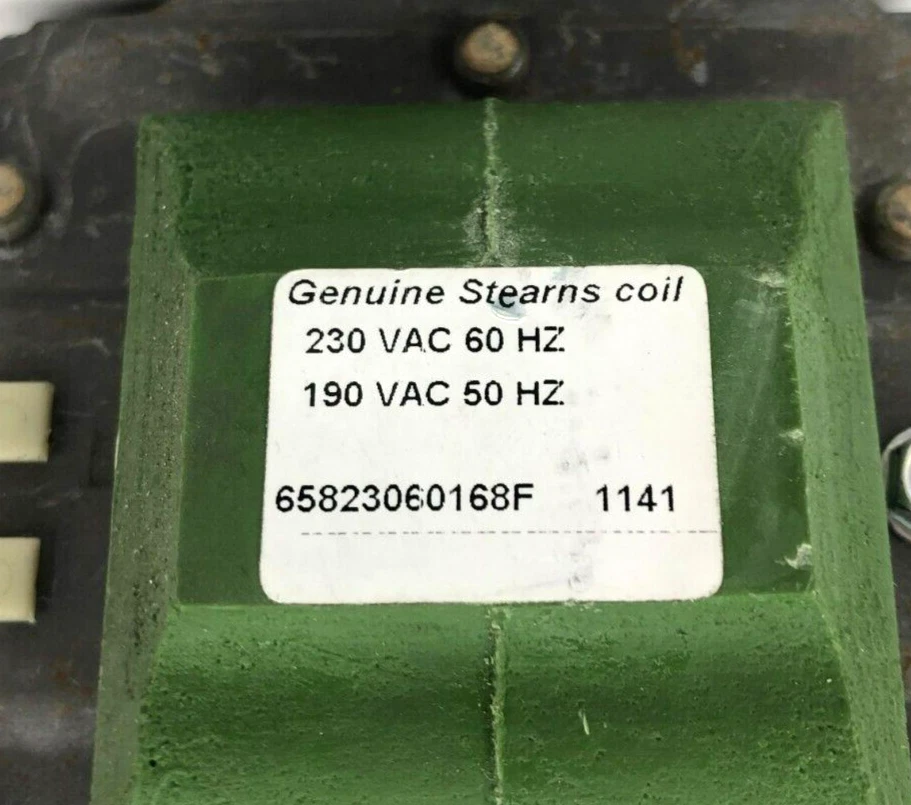 Genuine Stearns coil
230 VAC 60 HZ
190 VAC 50 HZ
65823060168F 1141